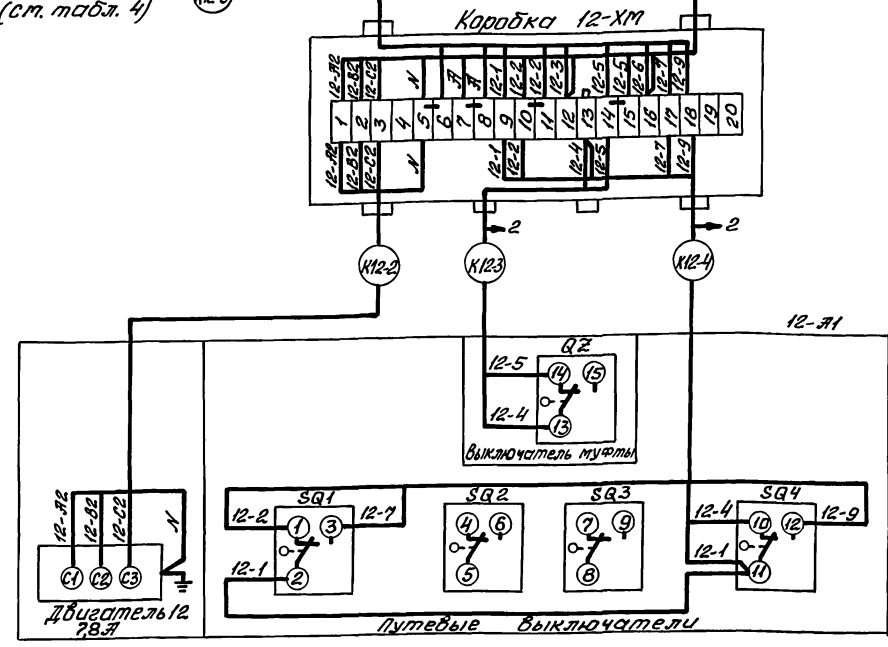 (см. табл. 4)
Коробка 12-ХМ
12-А2 12-В2 12-С2 N А А 12-1 12-2 12-2 12-3 12-5 12-5 12-6 12-7 12-9
1 2 3 4 5 6 7 8 9 10 11 12 13 14 15 16 17 18 19 20
12-А2 12-В2 12-С2 N 12-1 12-2 12-4 12-5 12-7 12-9
2 2
К12-2 К12-3 К12-4
12-А1
QZ
12-5 14 15
12-4 13
Выключатель муфты
SQ1 SQ2 SQ3 SQ4
12-2 1 3 12-7 4 6 7 9 12-4 10 12 12-9
12-1 2 5 8 12-1 11
12-А2 12-В2 12-С2 N
С1 С2 С3
Двигатель 12
7,8А
Путевые выключатели